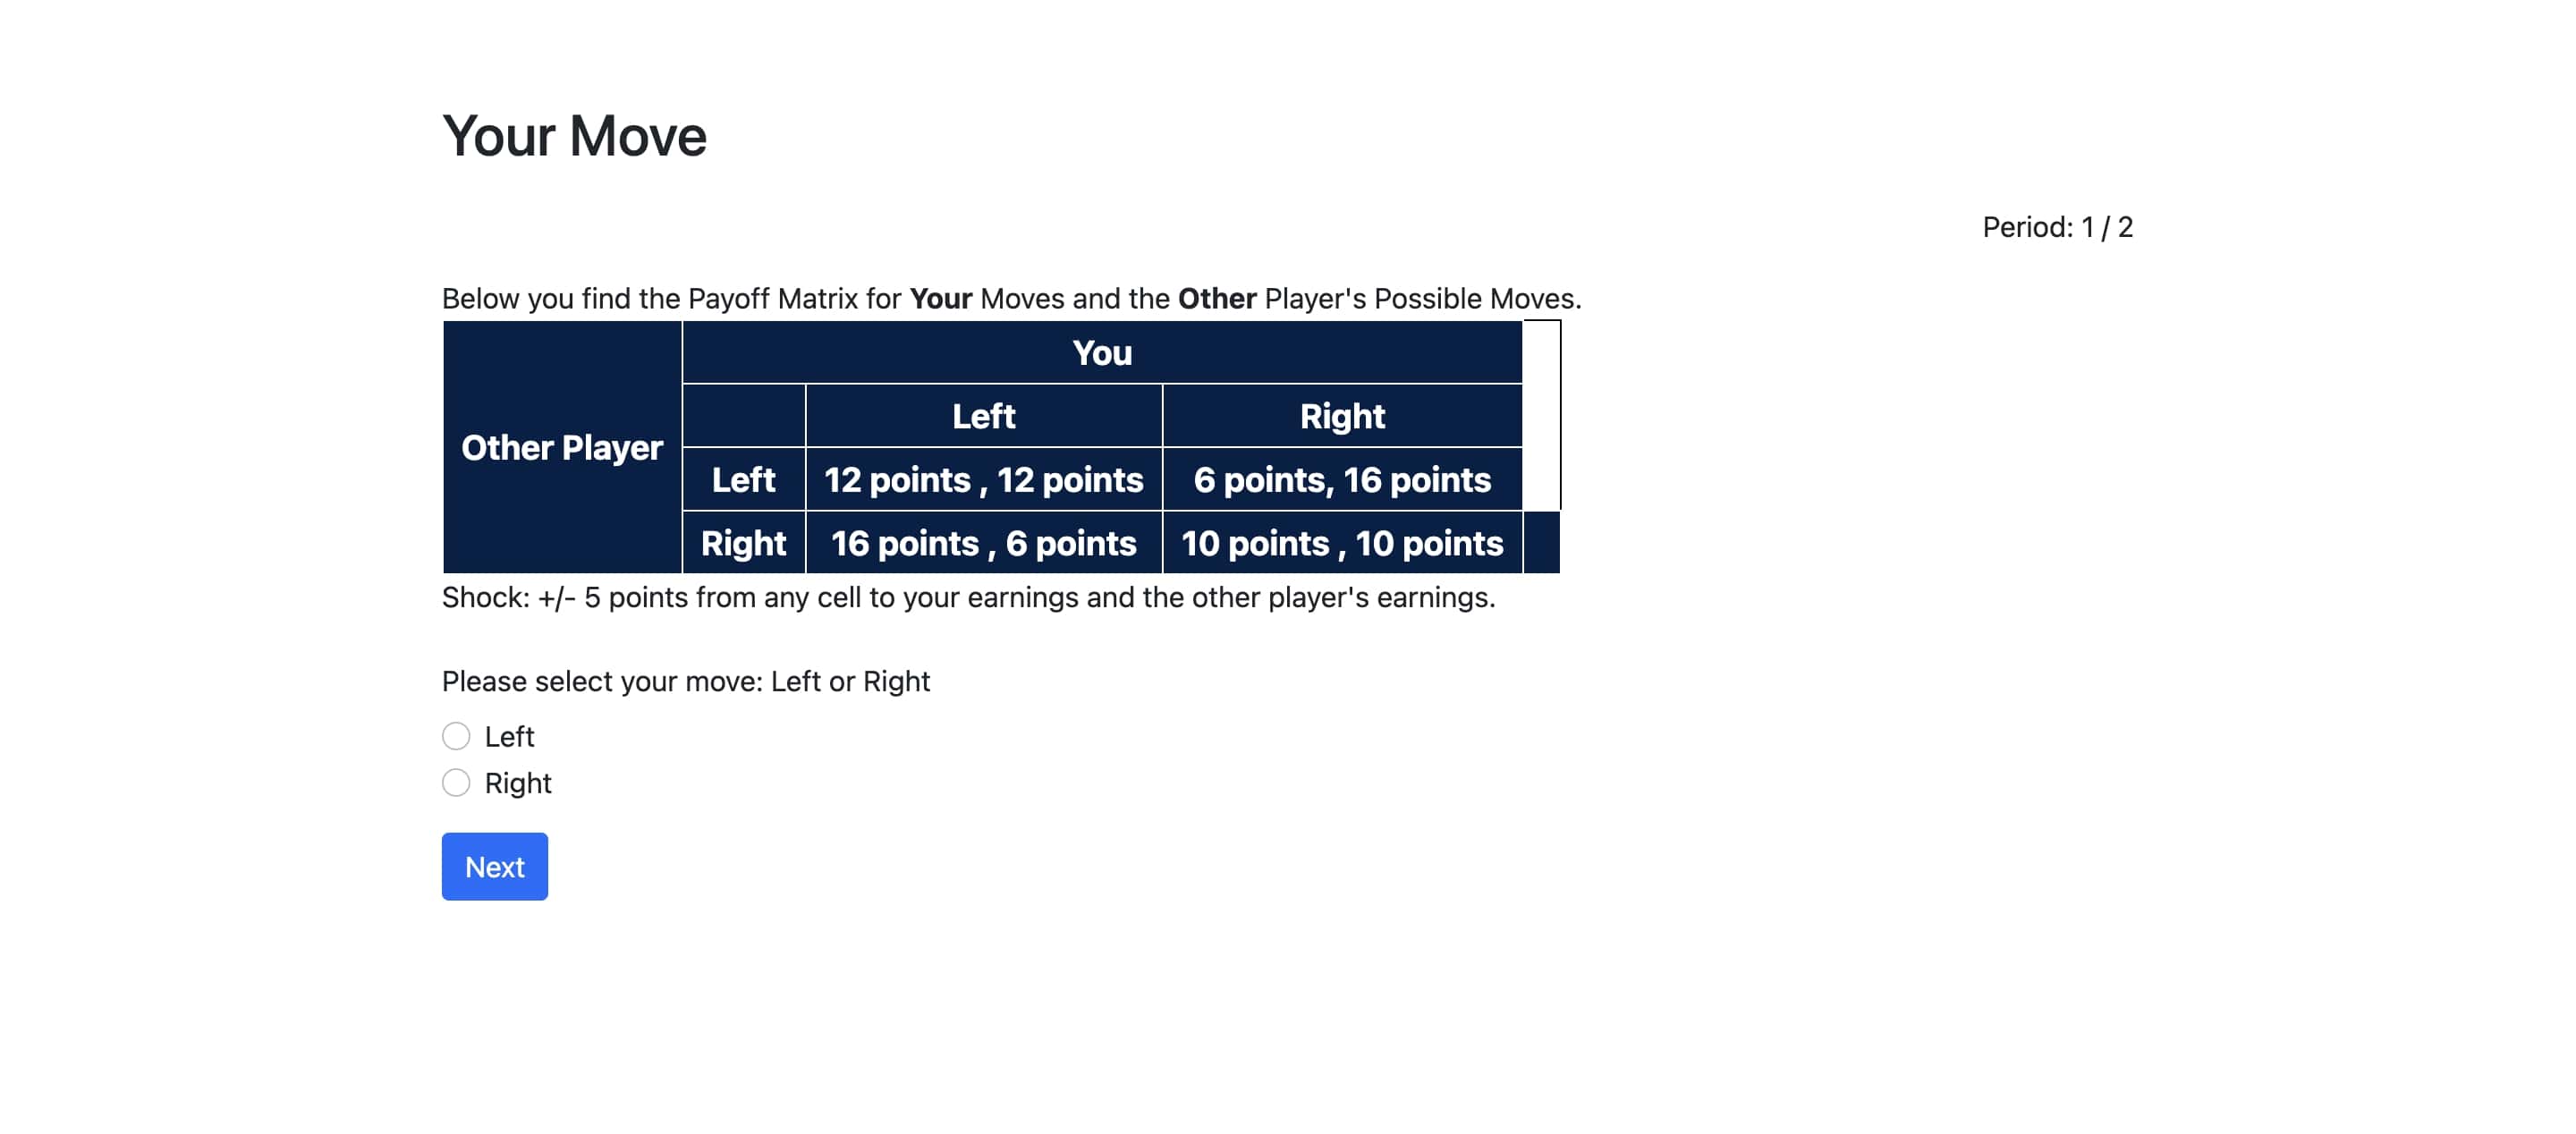 Your Move
Period: 1 / 2
Below you find the Payoff Matrix for Your Moves and the Other Player's Possible Moves.
You
Left Right
Other Player
Left 12 points , 12 points 6 points, 16 points
Right 16 points , 6 points 10 points , 10 points
Shock: +/- 5 points from any cell to your earnings and the other player's earnings.
Please select your move: Left or Right
Left
Right
Next